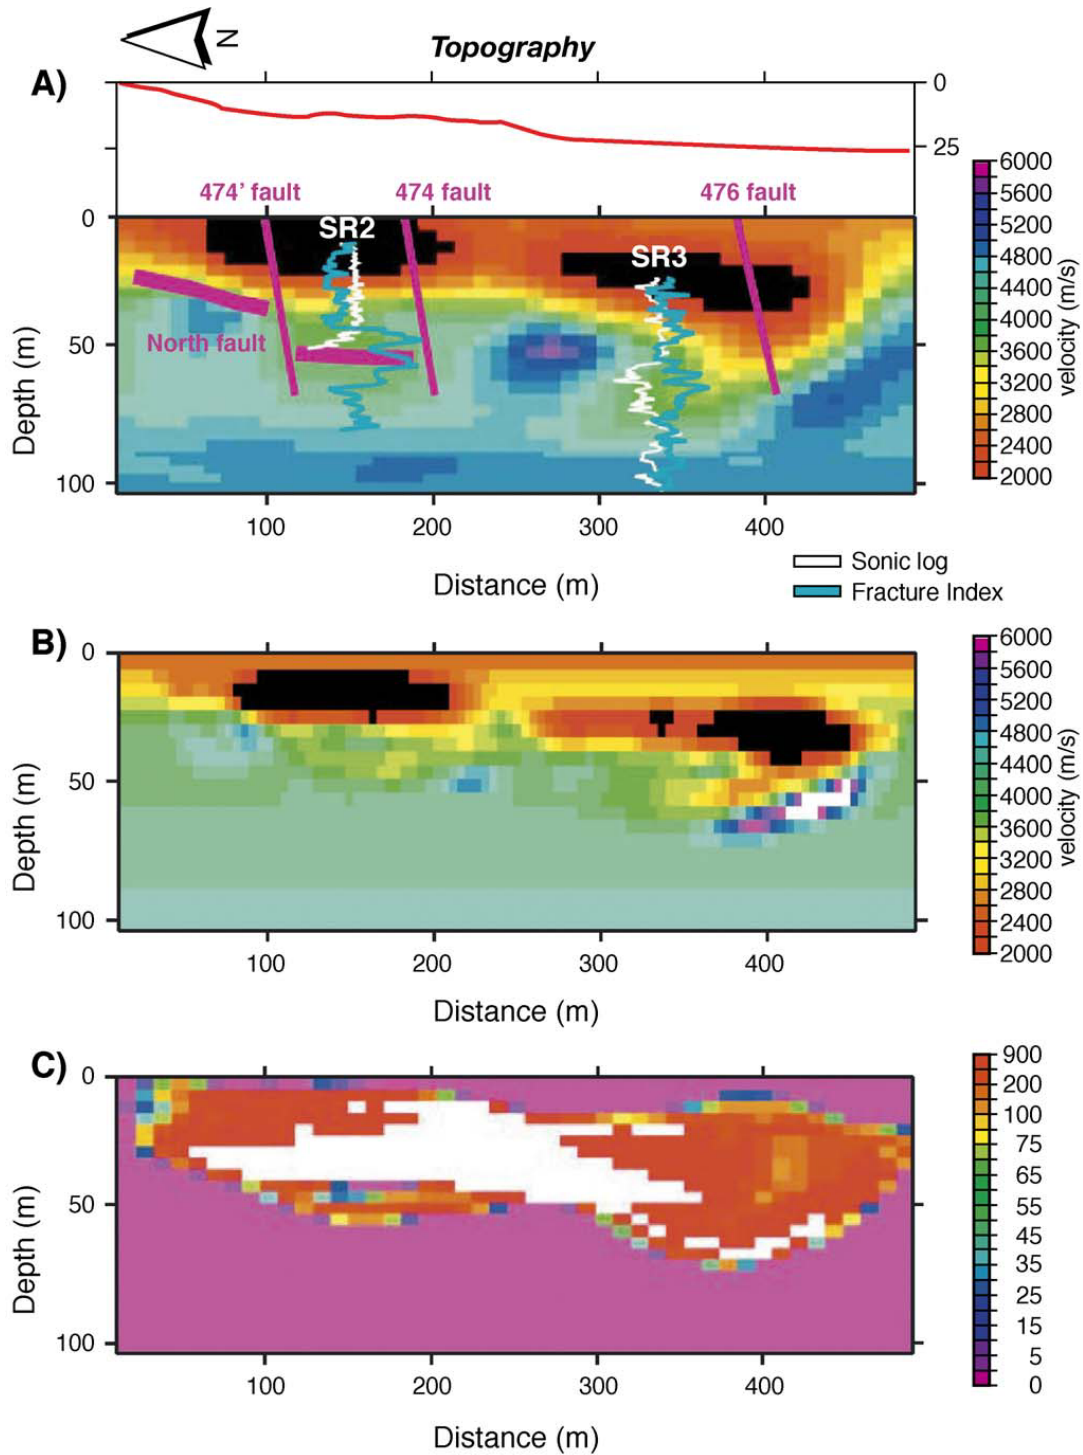 N
Topography
A)
0
25
474' fault
474 fault
476 fault
0
50
100
Depth (m)
SR2
SR3
North fault
100
200
300
400
Distance (m)
6000
5600
5200
4800
4400
4000
3600
3200
2800
2400
2000
velocity (m/s)
Sonic log
Fracture Index
B)
0
50
100
Depth (m)
100
200
300
400
Distance (m)
6000
5600
5200
4800
4400
4000
3600
3200
2800
2400
2000
velocity (m/s)
C)
0
50
100
Depth (m)
100
200
300
400
Distance (m)
900
200
100
75
65
55
45
35
25
15
5
0